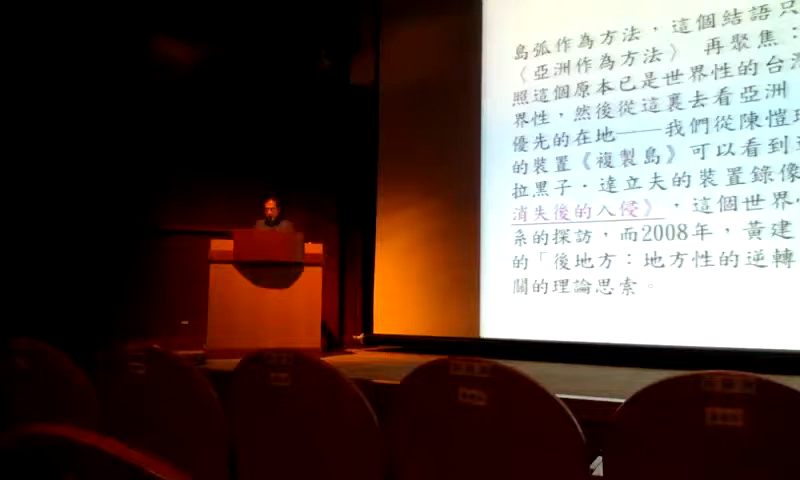 島弧作為方法，這個結語只
〈亞洲作為方法〉 再聚焦：
照這個原本已是世界性的台灣
界性，然後從這裏去看亞洲
優先的在地——我們從陳愷璜
的裝置《複製島》可以看到
拉黑子．達立夫的裝置錄像
消失後的入侵》，這個世界
系的探訪，而2008年，黃建
的「後地方：地方性的逆轉
關的理論思索。